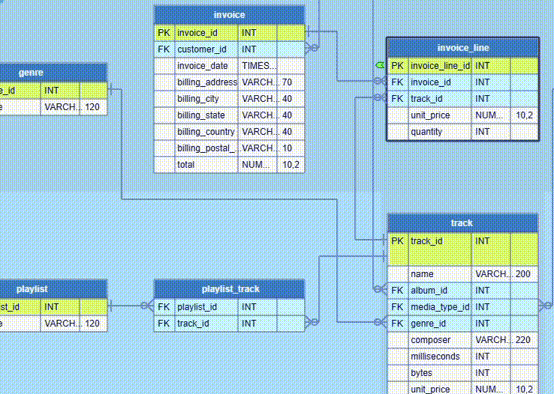 invoice
PK invoice_id INT
FK customer_id INT
invoice_date TIMES...
billing_address VARCH... 70
billing_city VARCH... 40
billing_state VARCH... 40
billing_country VARCH... 40
billing_postal_... VARCH... 10
total NUM... 10,2
invoice_line
PK invoice_line_id INT
FK invoice_id INT
FK track_id INT
unit_price NUM... 10,2
quantity INT
genre
e_id INT
e VARCH... 120
track
PK track_id INT
name VARCH... 200
FK album_id INT
FK media_type_id INT
FK genre_id INT
composer VARCH... 220
milliseconds INT
bytes INT
unit_price NUM... 10,2
playlist
st_id INT
e VARCH... 120
playlist_track
FK playlist_id INT
FK track_id INT